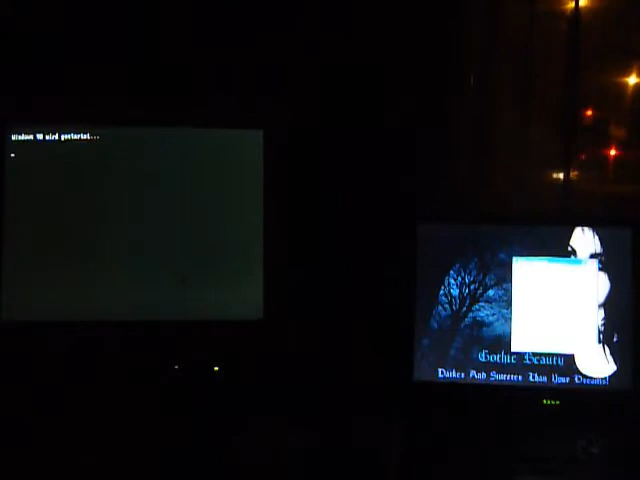 Windows 98 wird gestartet...
Gothic Beauty
Darker And Sweeter Than Your Dreams!